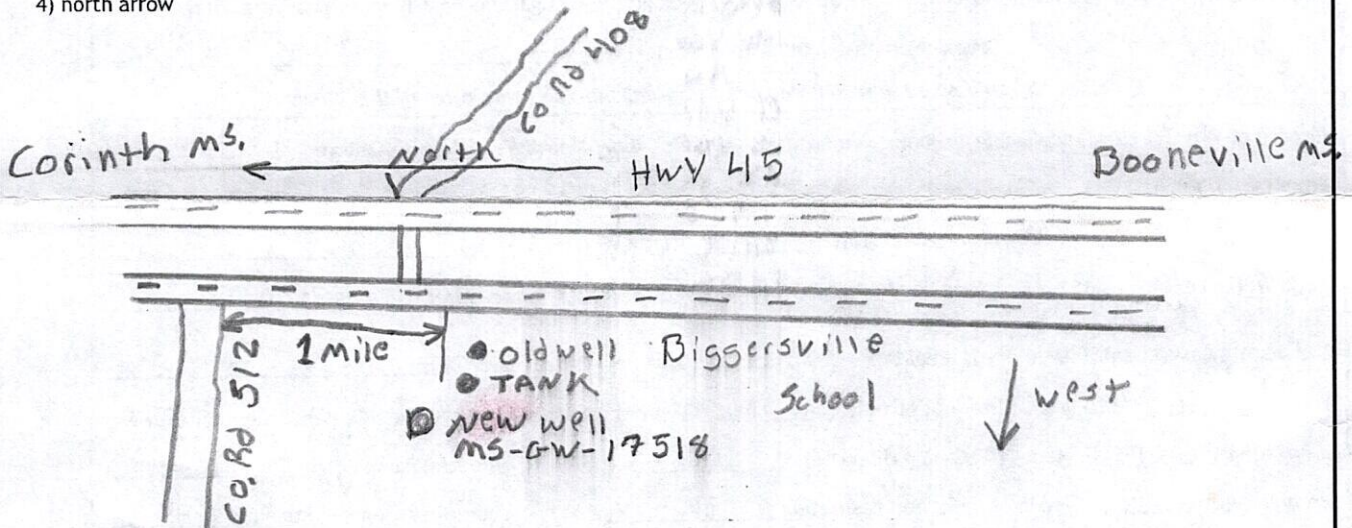 4) north arrow
Co Rd 408
Corinth ms.
North
HWY 45
Booneville ms.
1 Mile
Co. Rd 512
old well
TANK
New well
MS-GW-17518
Biggersville
School
west